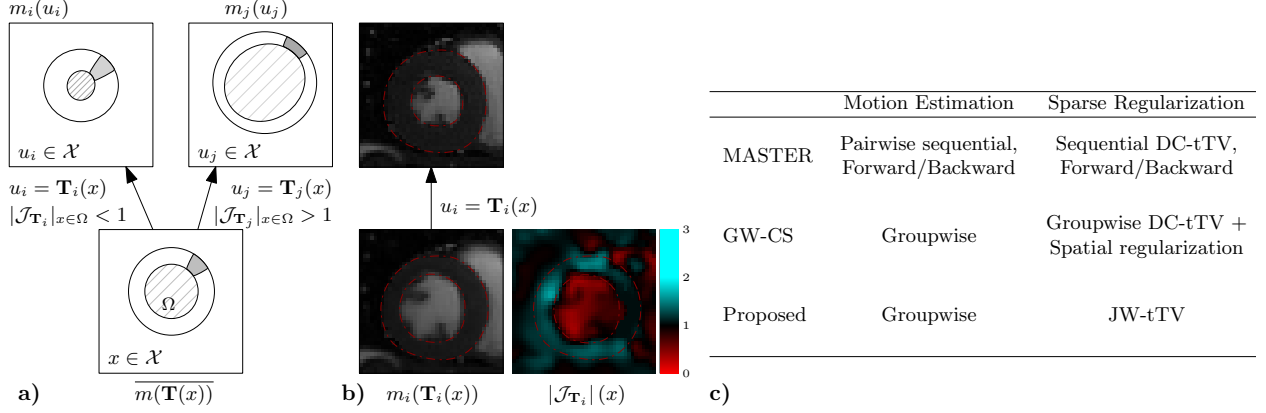 m_i(u_i)
m_j(u_j)
u_i ∈ 𝒳
u_j ∈ 𝒳
u_i = T_i(x)
|𝒥_{T_i}|_{x∈Ω} < 1
u_j = T_j(x)
|𝒥_{T_j}|_{x∈Ω} > 1
Ω
x ∈ 𝒳
a)
\overline{m(T(x))}
u_i = T_i(x)
3
2
1
0
b)
m_i(T_i(x))
|𝒥_{T_i}| (x)
Motion Estimation Sparse Regularization
MASTER
Pairwise sequential,
Forward/Backward
Sequential DC-tTV,
Forward/Backward
GW-CS
Groupwise
Groupwise DC-tTV +
Spatial regularization
Proposed
Groupwise
JW-tTV
c)